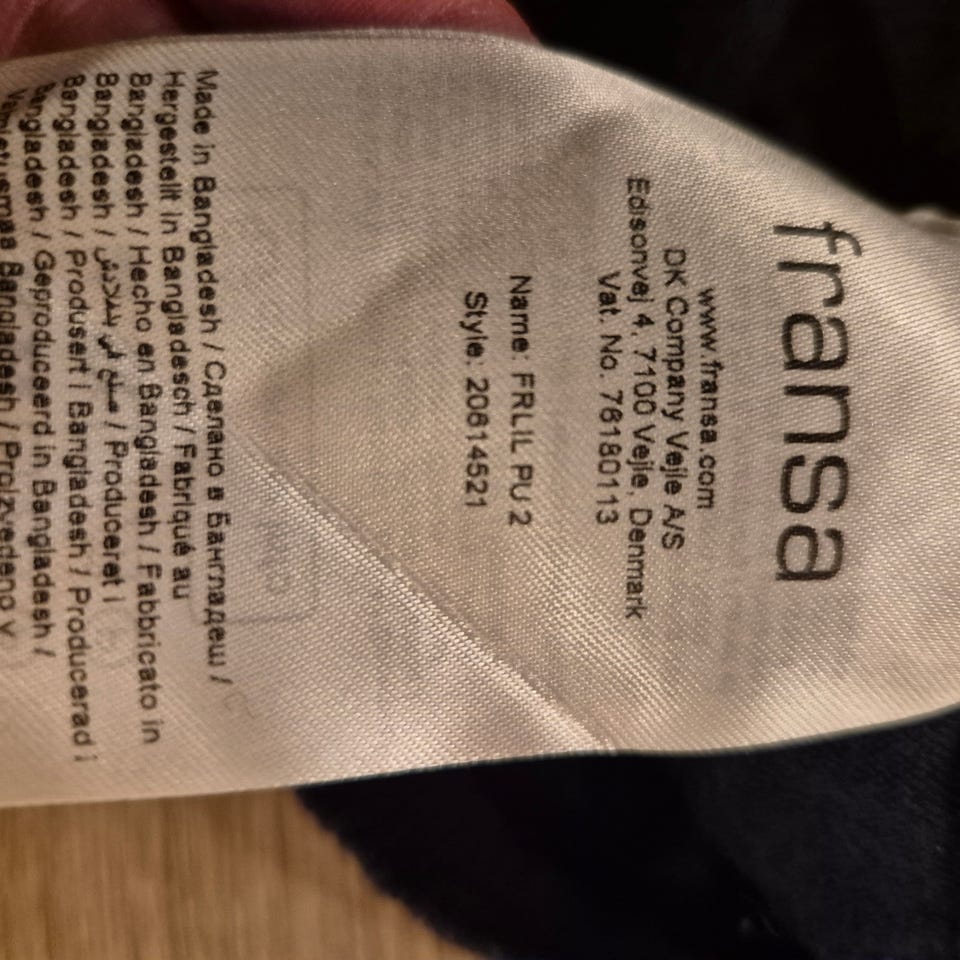 fransa
www.fransa.com
DK Company Vejle A/S
Edisonvej 4, 7100 Vejle, Denmark
Vat. No. 76180113
Name: FRLIL PU 2
Style: 20614521
Made in Bangladesh / Сделано в Бангладеш /
Hergestellt in Bangladesch / Fabriqué au
Bangladesh / Hecho en Bangladesh / Fabbricato in
Bangladesh / صنع في بنغلاديش / Produceret i
Bangladesh / Produsert i Bangladesh / Producerad i
Bangladesh / Geproduceerd in Bangladesh /
Bangladesh / Proizvedeno v